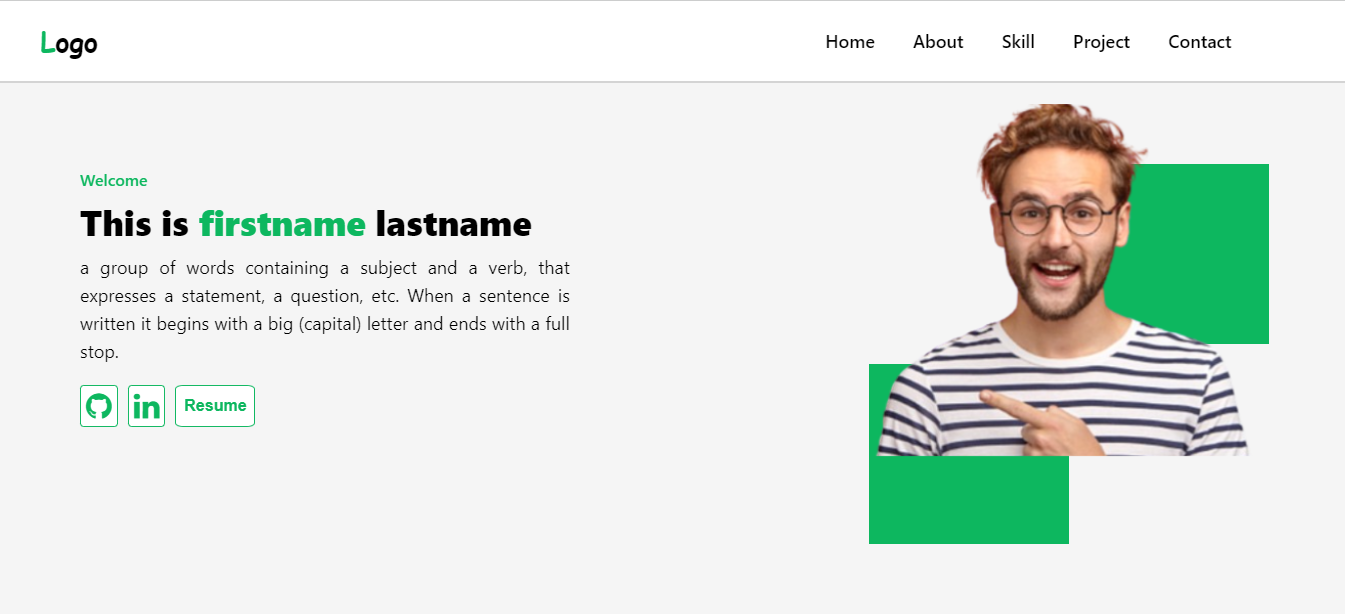 Logo
Home About Skill Project Contact
Welcome
This is firstname lastname
a group of words containing a subject and a verb, that
expresses a statement, a question, etc. When a sentence is
written it begins with a big (capital) letter and ends with a full
stop.
in Resume